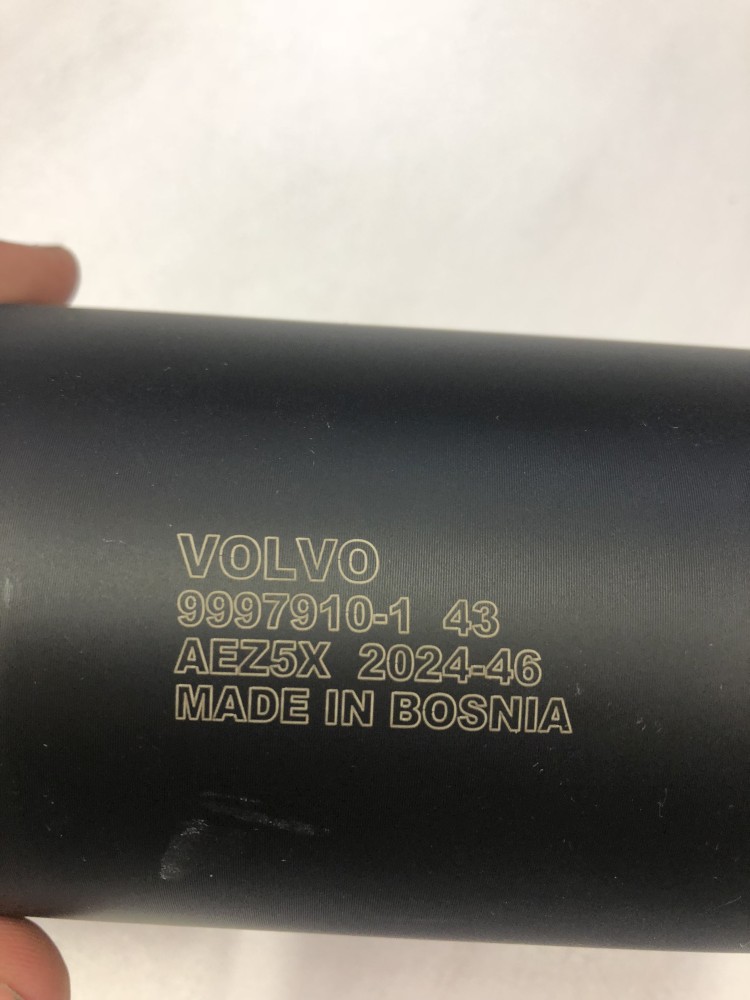 VOLVO
9997910-1 43
AEZ5X 2024-46
MADE IN BOSNIA